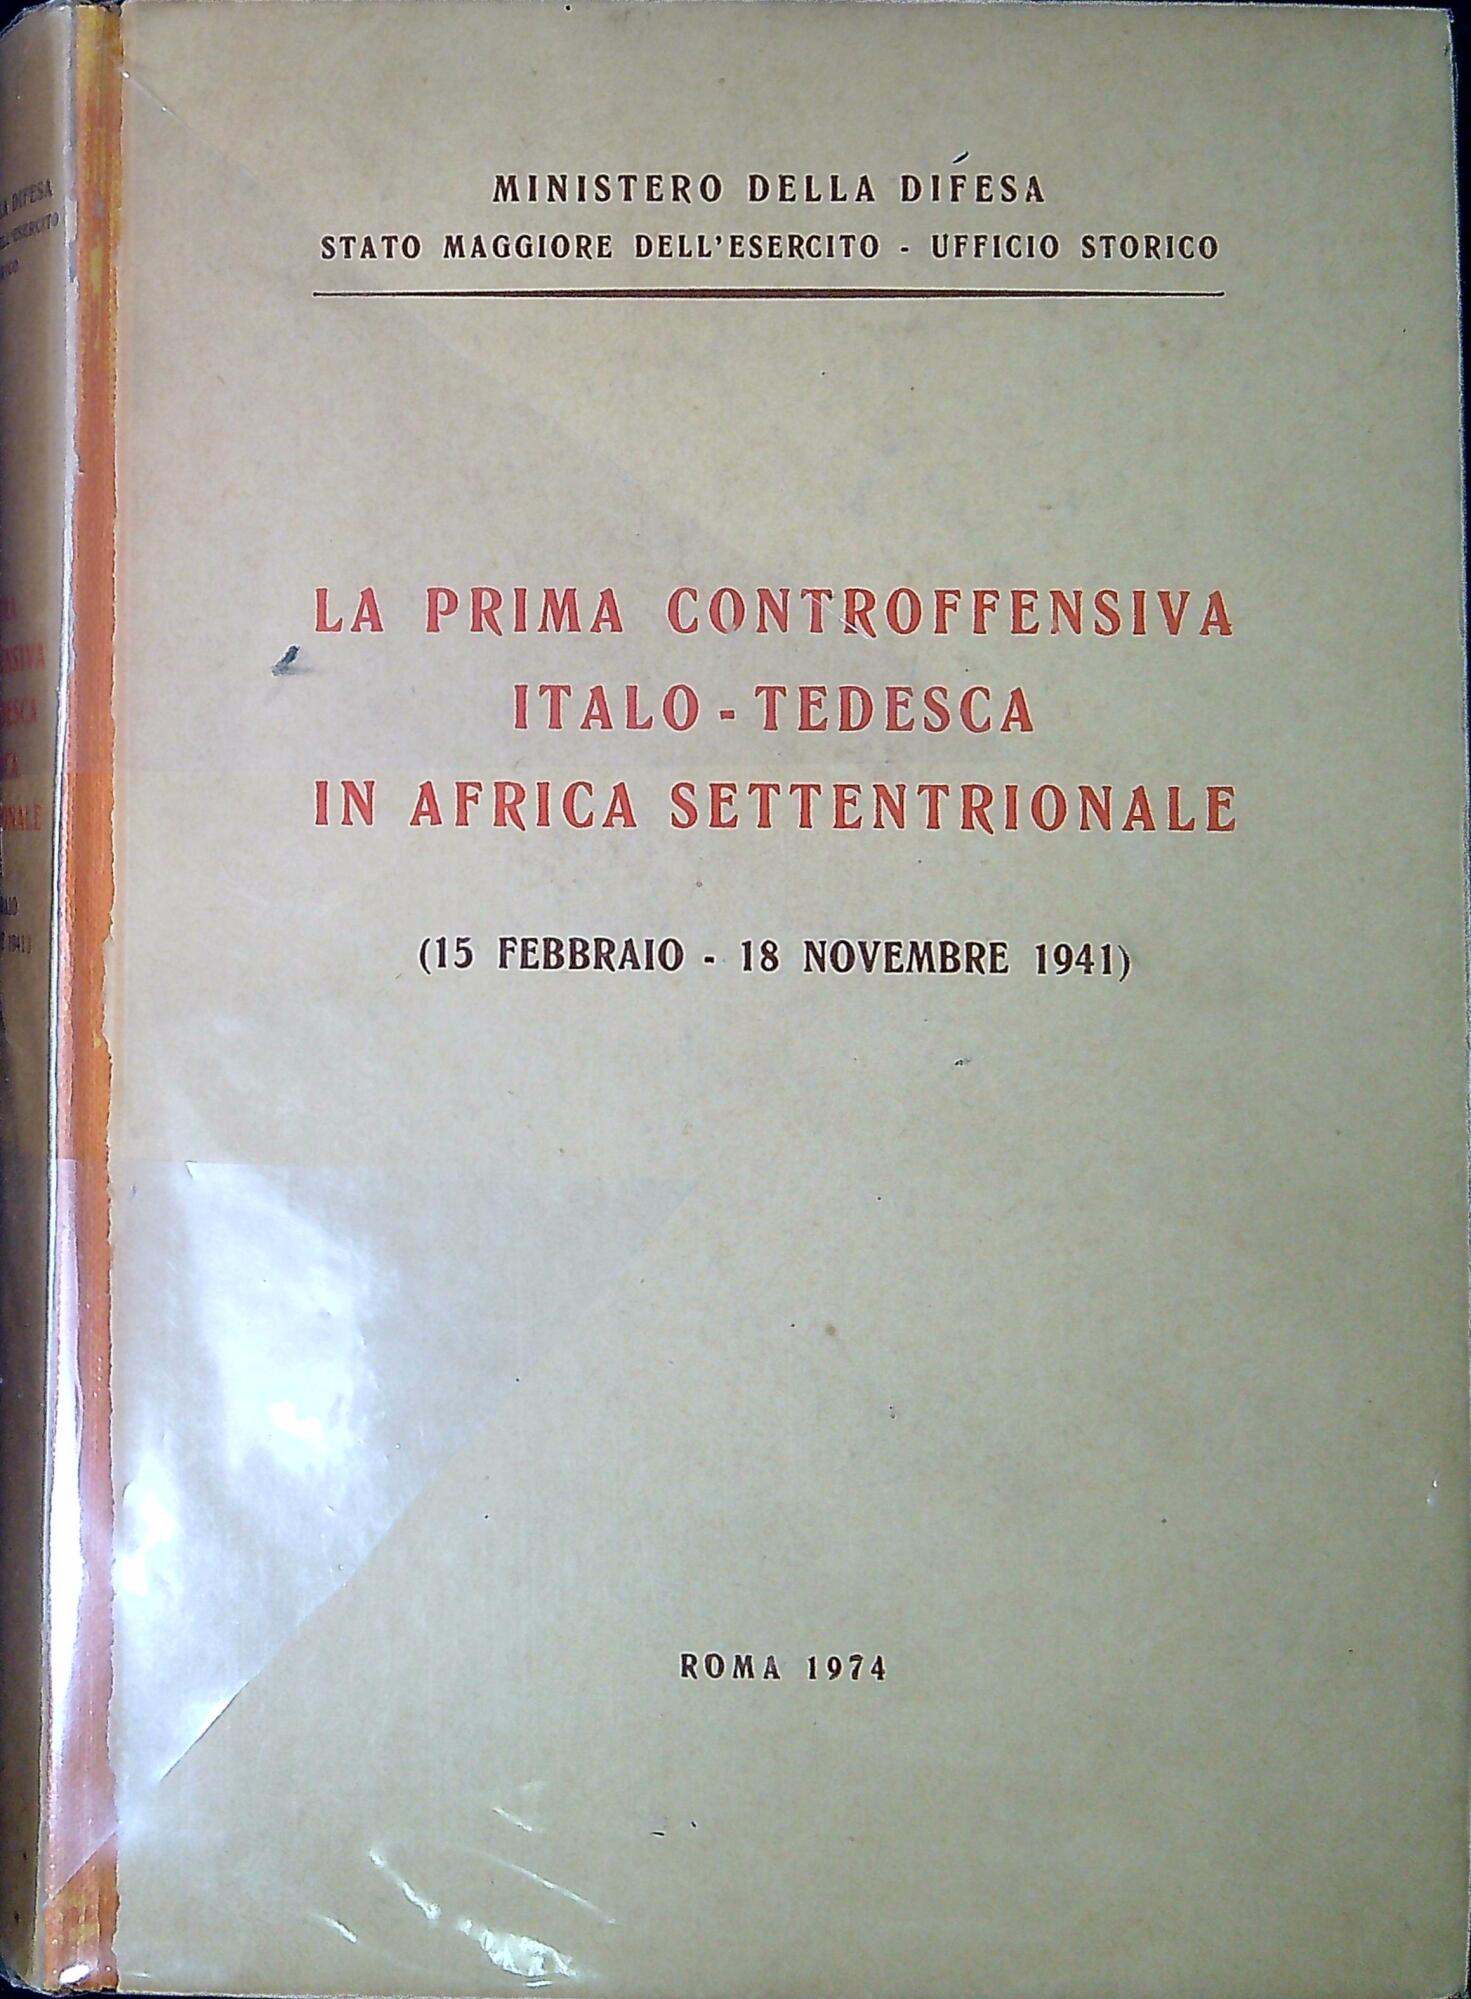 MINISTERO DELLA DIFESA
STATO MAGGIORE DELL'ESERCITO - UFFICIO STORICO
LA PRIMA CONTROFFENSIVA
ITALO - TEDESCA
IN AFRICA SETTENTRIONALE
(15 FEBBRAIO - 18 NOVEMBRE 1941)
ROMA 1974